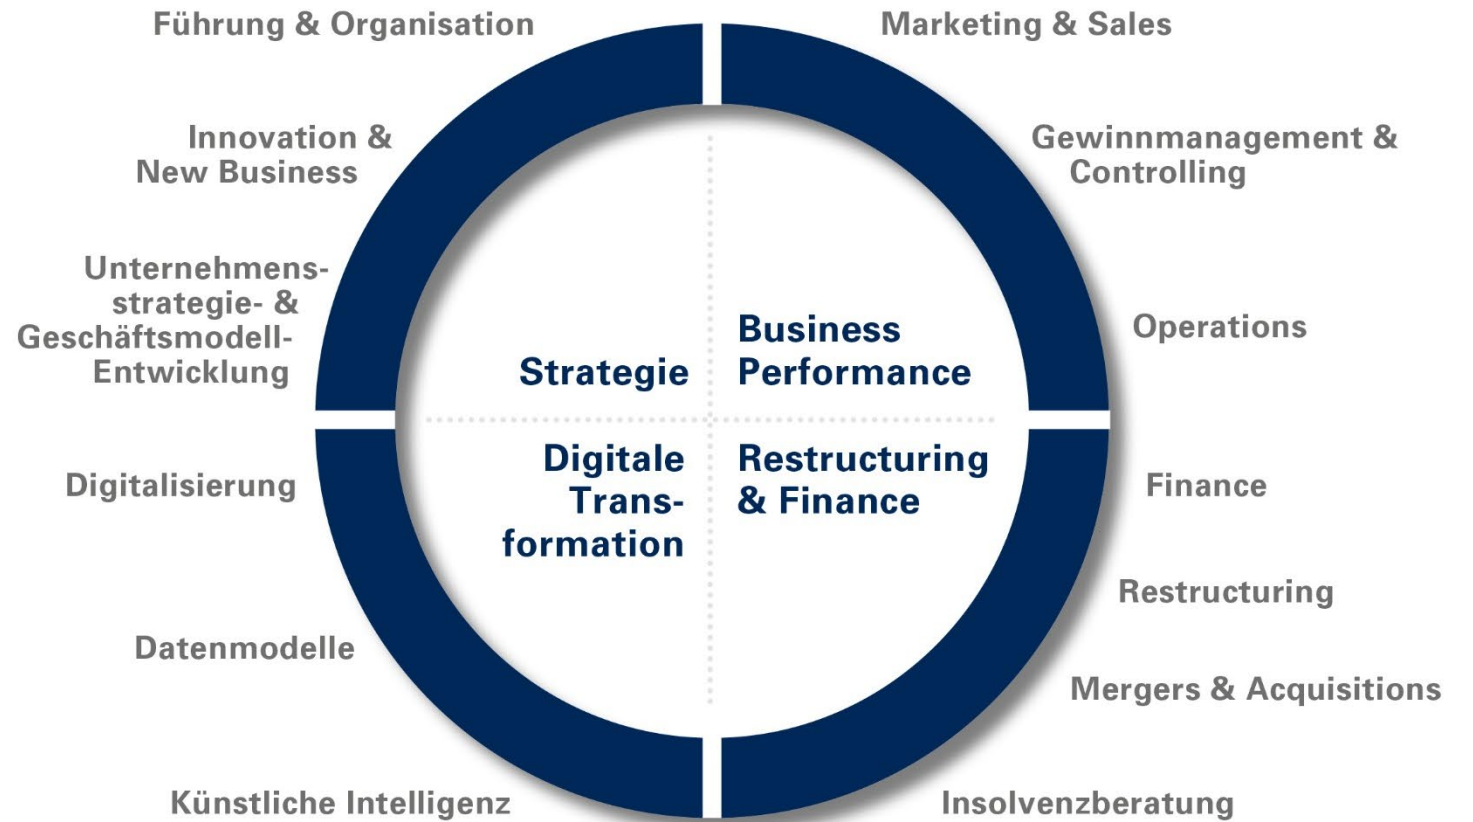 Führung & Organisation
Innovation &
New Business
Unternehmens-
strategie- &
Geschäftsmodell-
Entwicklung
Digitalisierung
Datenmodelle
Künstliche Intelligenz
Strategie
Business
Performance
Digitale
Trans-
formation
Restructuring
& Finance
Marketing & Sales
Gewinnmanagement &
Controlling
Operations
Finance
Restructuring
Mergers & Acquisitions
Insolvenzberatung